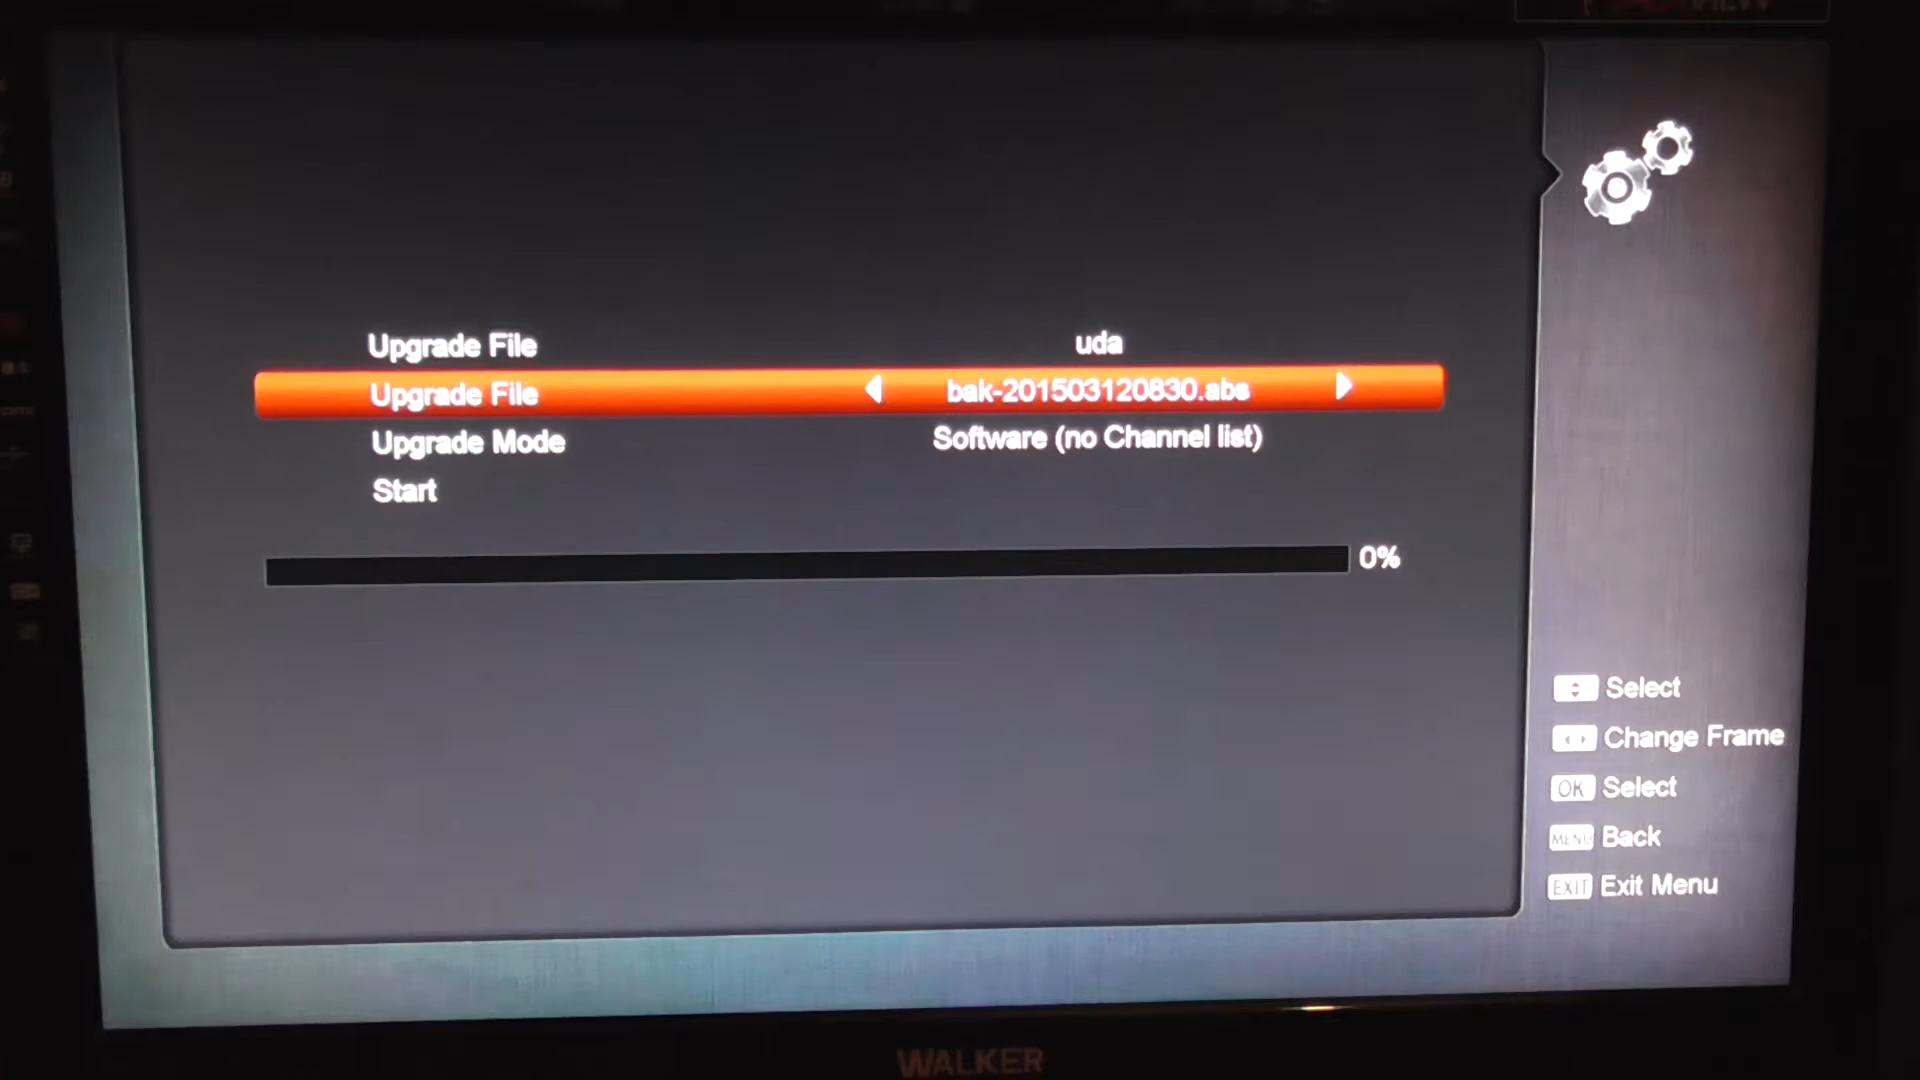 Upgrade File uda
Upgrade File bak-201503120830.abs
Upgrade Mode Software (no Channel list)
Start
0%
Select
Change Frame
OK Select
MENU Back
EXIT Exit Menu
WALKER